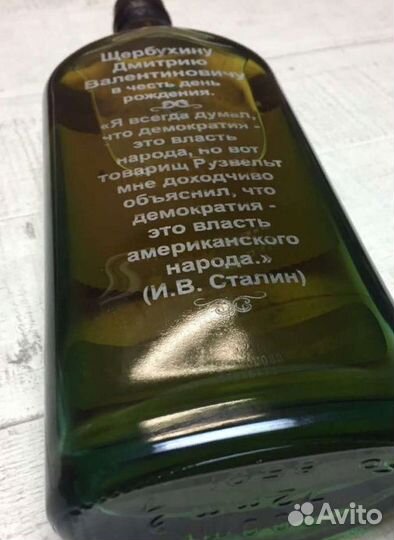 Щербухину
Дмитрию
Валентиновичу
в честь день
рождения.
«Я всегда думал,
что демократия -
это власть
народа, но вот
товарищ Рузвельт
мне доходчиво
объяснил, что
демократия -
это власть
американского
народа.»
(И.В. Сталин)
Avito